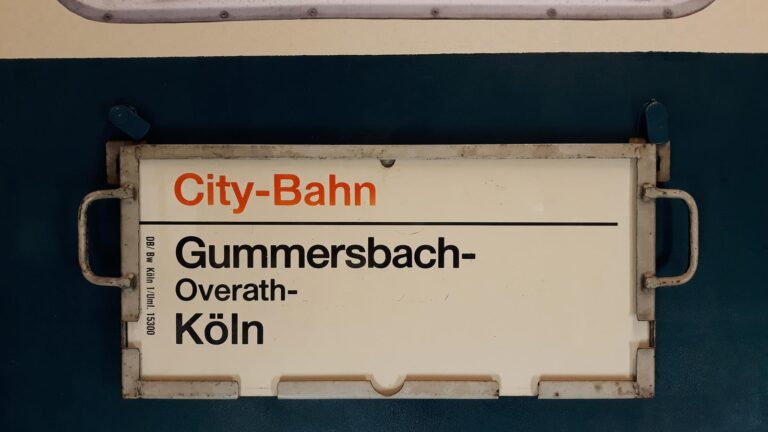 City-Bahn
Gummersbach-
Overath-
Köln
DB/ Bw Köln 1/Uml. 15300